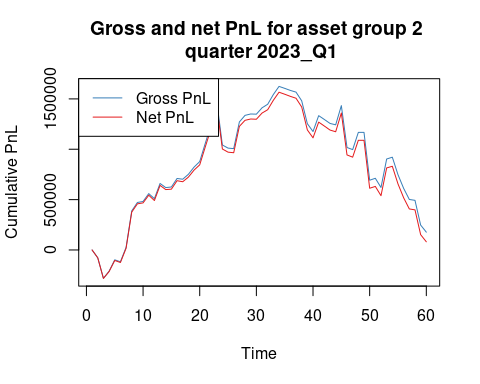 Gross and net PnL for asset group 2
quarter 2023_Q1
Gross PnL
Net PnL
Cumulative PnL
1500000
500000
0
0 10 20 30 40 50 60
Time